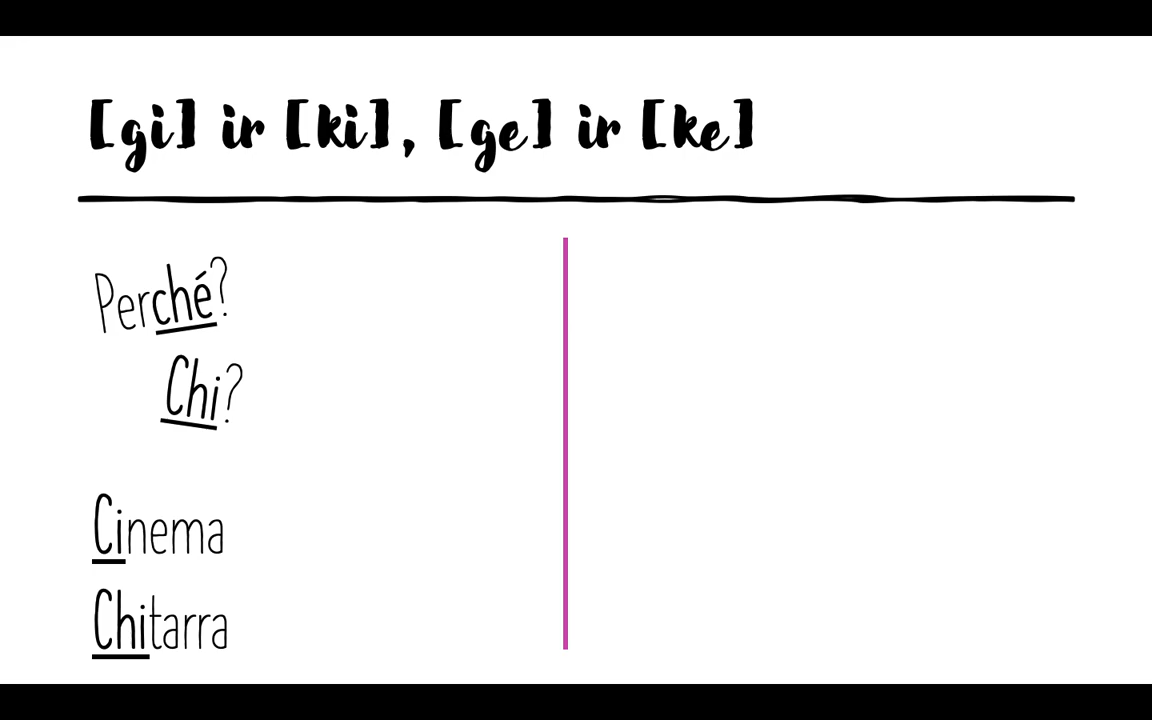 [gi] ir [ki], [ge] ir [ke]
Perché?
Chi?
Cinema
Chitarra